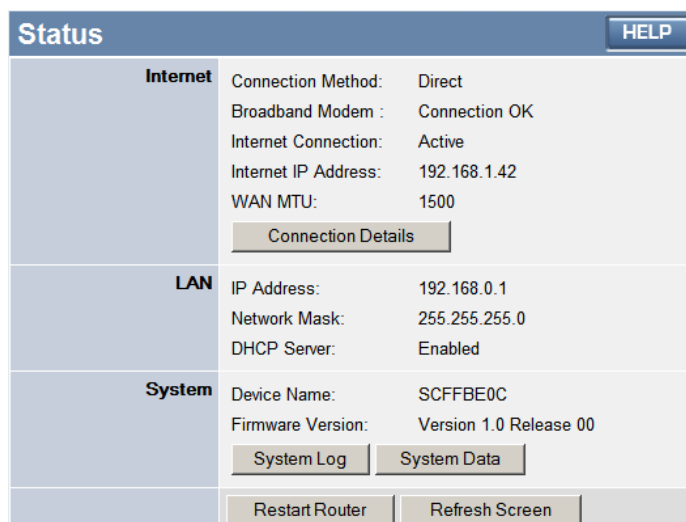 Status HELP
Internet Connection Method: Direct
Broadband Modem : Connection OK
Internet Connection: Active
Internet IP Address: 192.168.1.42
WAN MTU: 1500
Connection Details
LAN IP Address: 192.168.0.1
Network Mask: 255.255.255.0
DHCP Server: Enabled
System Device Name: SCFFBE0C
Firmware Version: Version 1.0 Release 00
System Log System Data
Restart Router Refresh Screen